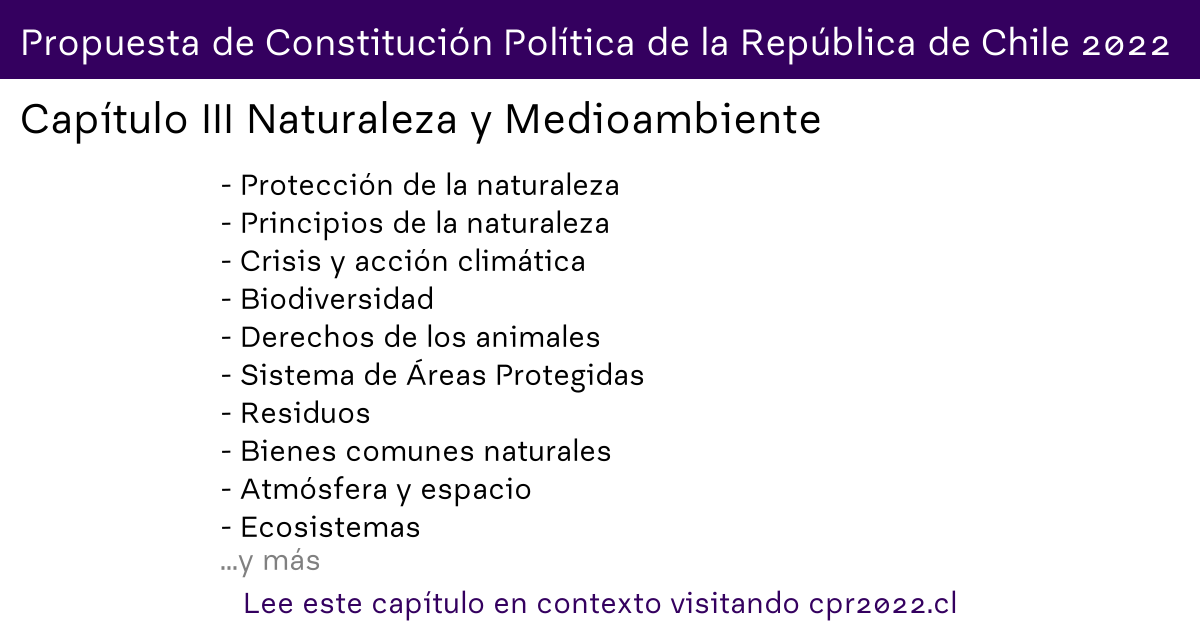 Propuesta de Constitución Política de la República de Chile 2022
Capítulo III Naturaleza y Medioambiente
- Protección de la naturaleza
- Principios de la naturaleza
- Crisis y acción climática
- Biodiversidad
- Derechos de los animales
- Sistema de Áreas Protegidas
- Residuos
- Bienes comunes naturales
- Atmósfera y espacio
- Ecosistemas
...y más
Lee este capítulo en contexto visitando cpr2022.cl